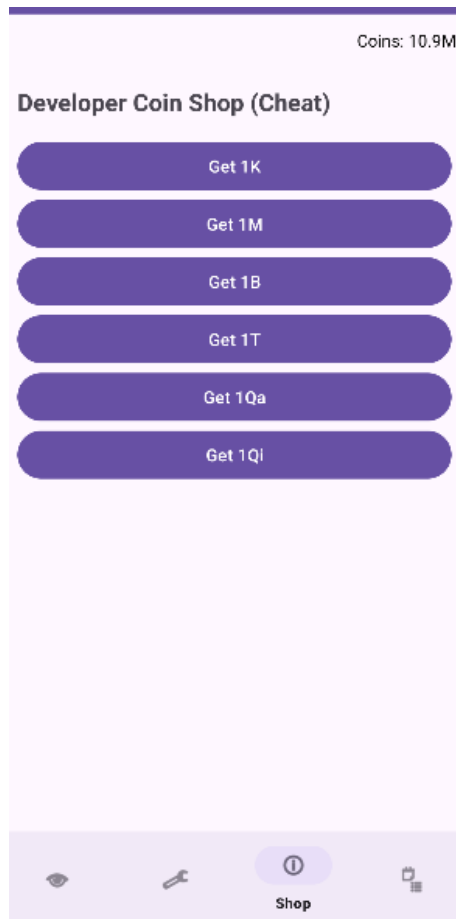 Coins: 10.9M
Developer Coin Shop (Cheat)
Get 1K
Get 1M
Get 1B
Get 1T
Get 1Qa
Get 1Qi
Shop